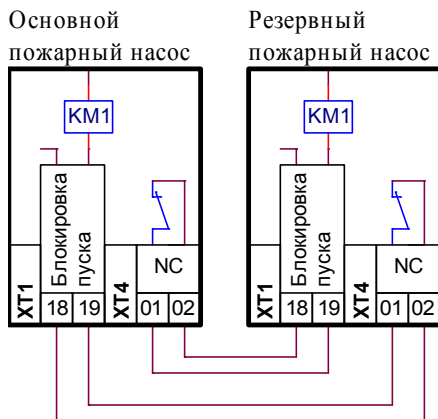 Основной
пожарный насос
Резервный
пожарный насос
KM1
Блокировка
пуска
NC
XT1
18
19
XT4
01
02
KM1
Блокировка
пуска
NC
XT1
18
19
XT4
01
02